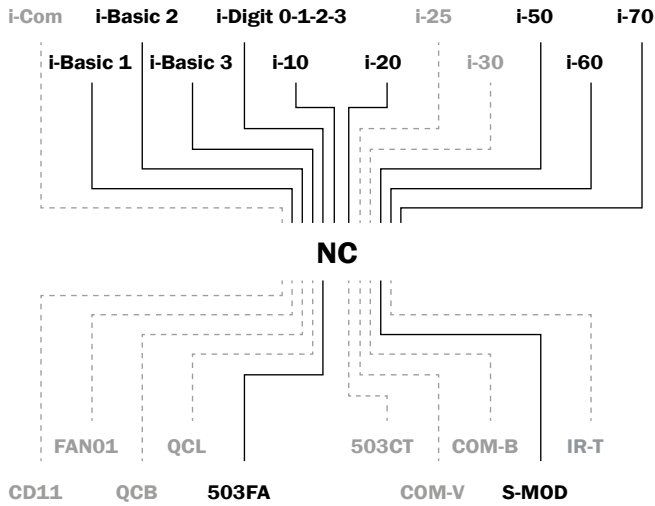 i-Com i-Basic 2 i-Digit 0-1-2-3 i-25 i-50 i-70
i-Basic 1 i-Basic 3 i-10 i-20 i-30 i-60
NC
FAN01 QCL 503CT COM-B IR-T
CD11 QCB 503FA COM-V S-MOD